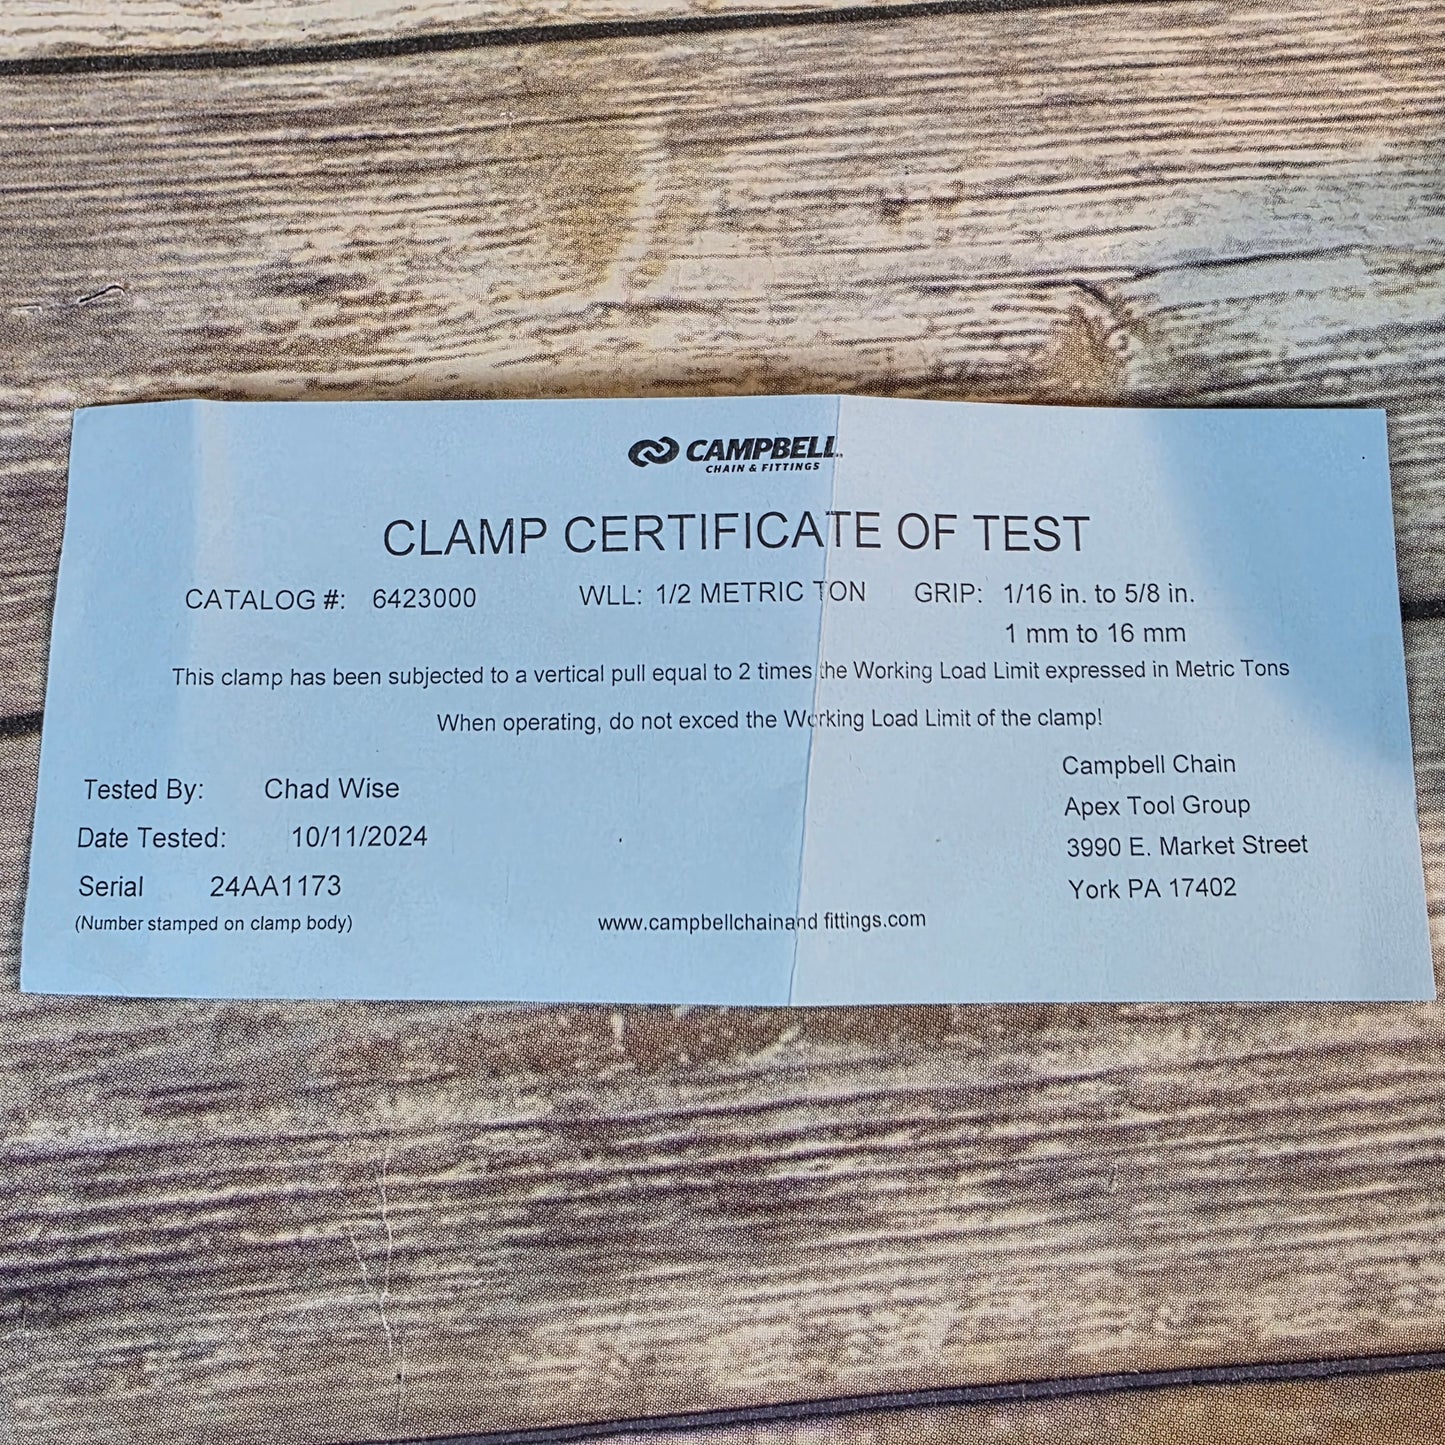 CAMPBELL
CHAIN & FITTINGS
CLAMP CERTIFICATE OF TEST
CATALOG #: 6423000 WLL: 1/2 METRIC TON GRIP: 1/16 in. to 5/8 in.
1 mm to 16 mm
This clamp has been subjected to a vertical pull equal to 2 times the Working Load Limit expressed in Metric Tons
When operating, do not exced the Working Load Limit of the clamp!
Tested By: Chad Wise
Date Tested: 10/11/2024
Serial 24AA1173
(Number stamped on clamp body)
www.campbellchainand fittings.com
Campbell Chain
Apex Tool Group
3990 E. Market Street
York PA 17402